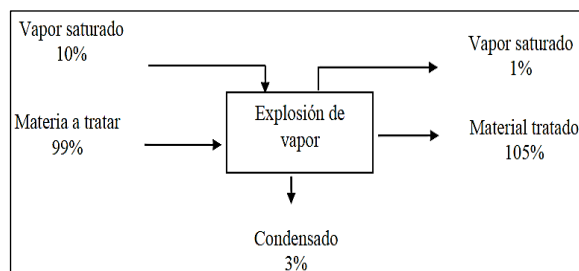 Vapor saturado
10%
Vapor saturado
1%
Materia a tratar
99%
Explosión de
vapor
Material tratado
105%
Condensado
3%